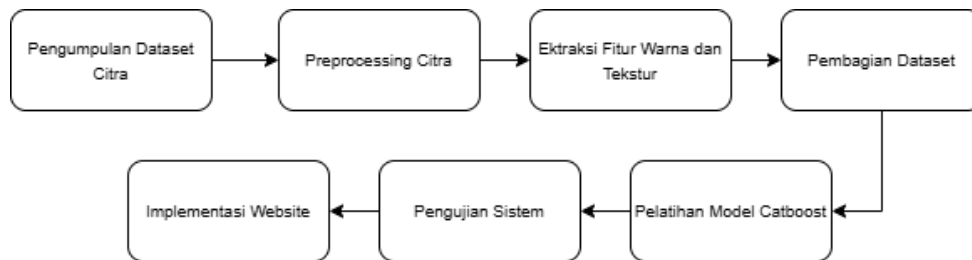 Pengumpulan Dataset
Citra
Preprocessing Citra
Ektraksi Fitur Warna dan
Tekstur
Pembagian Dataset
Pelatihan Model Catboost
Pengujian Sistem
Implementasi Website